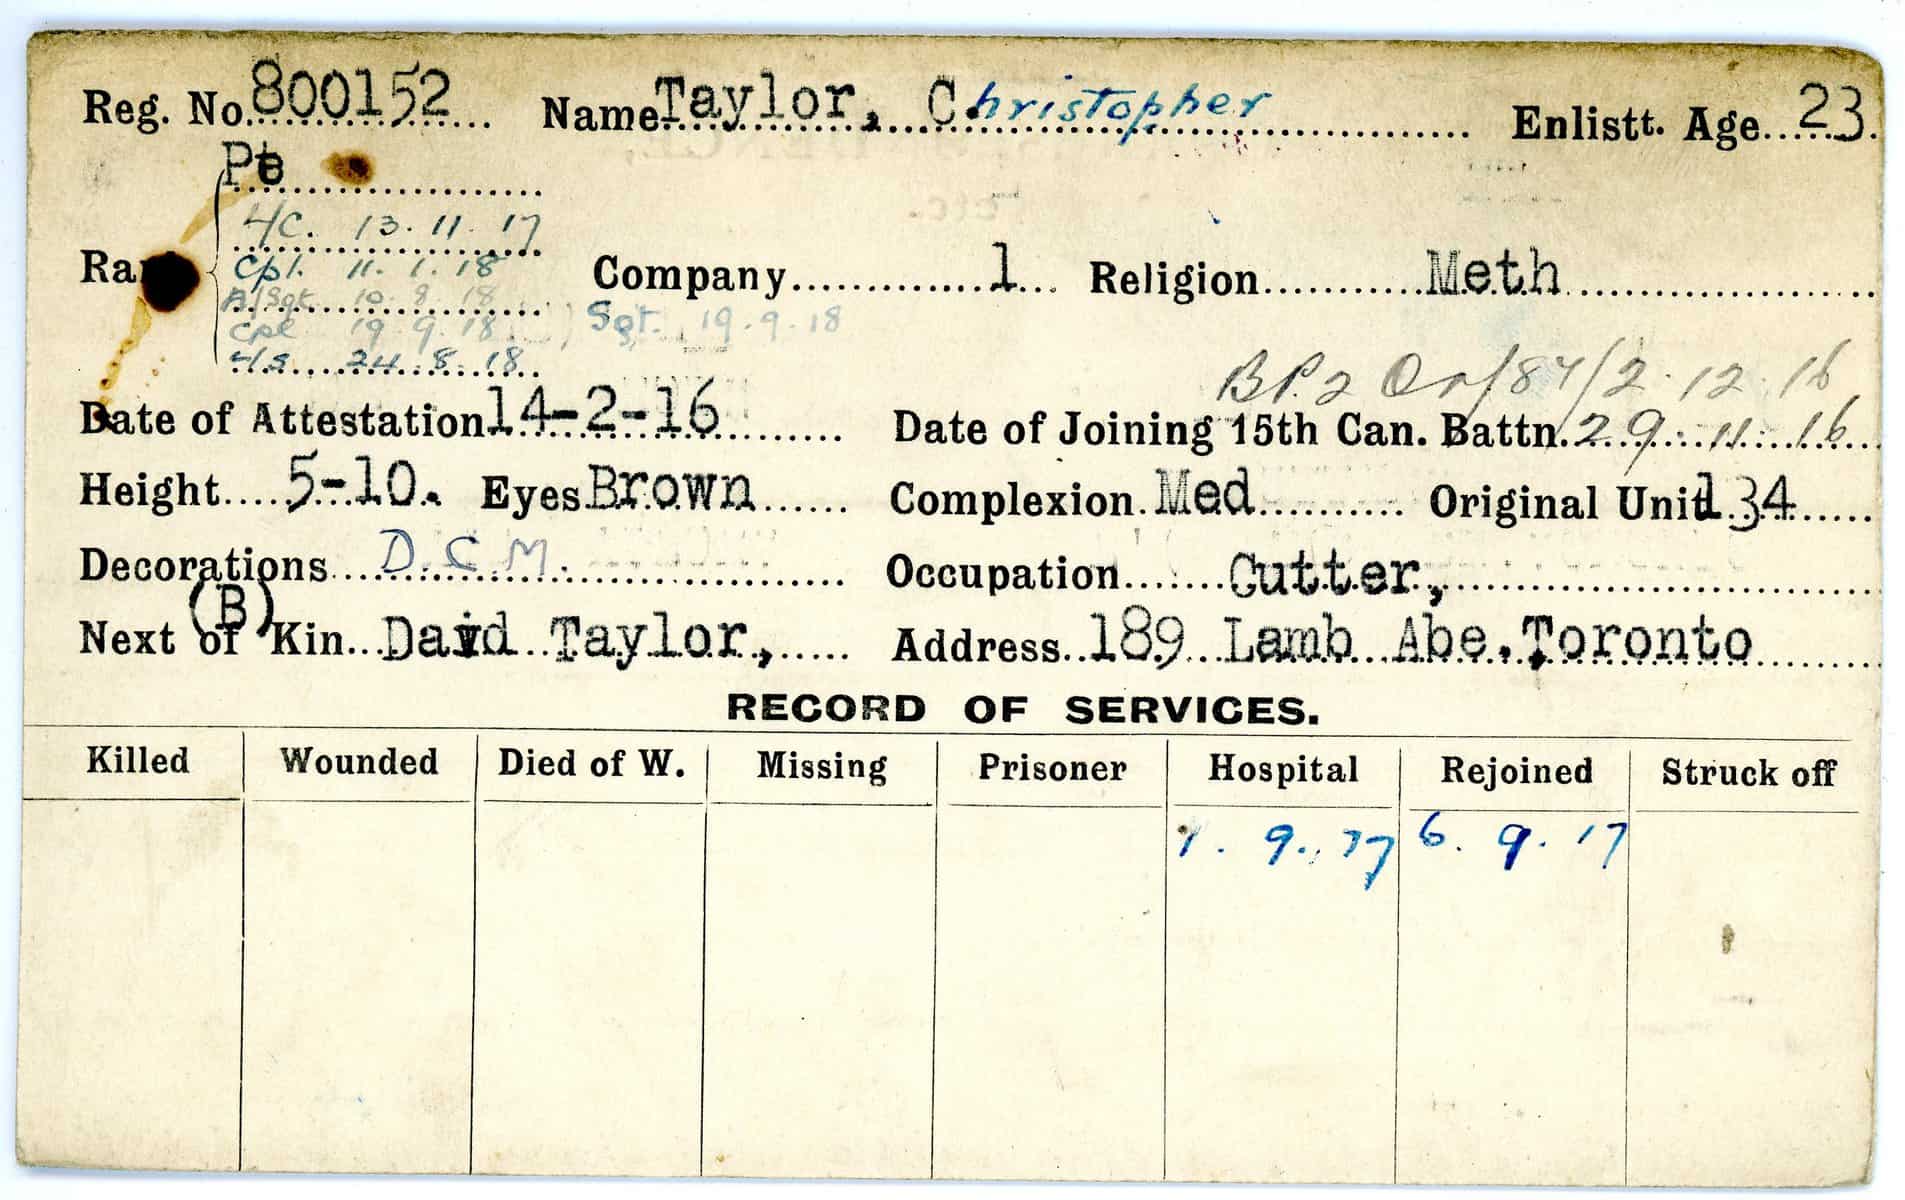 Reg. No. 800152 Name Taylor, Christopher Enlistt. Age 23.
Pte
L/C. 13. 11. 17
Cpl. 11. 1. 18 Company 1 Religion Meth
A/Sgt 10. 8. 18
Cpl 19. 9. 18 Sgt. 19. 9. 18
24. 8. 18
/87/2. 12. 16
Date of Attestation 14-2-16 Date of Joining 15th Can. Battn. 29. 11. 16
Height 5-10. Eyes Brown Complexion Med Original Unit 134
Decorations D.C.M. Occupation Cutter,
(B)
Next of Kin David Taylor, Address 189 Lamb Abe. Toronto
RECORD OF SERVICES.
Killed Wounded Died of W. Missing Prisoner Hospital Rejoined Struck off
1. 9. 17 6. 9. 17